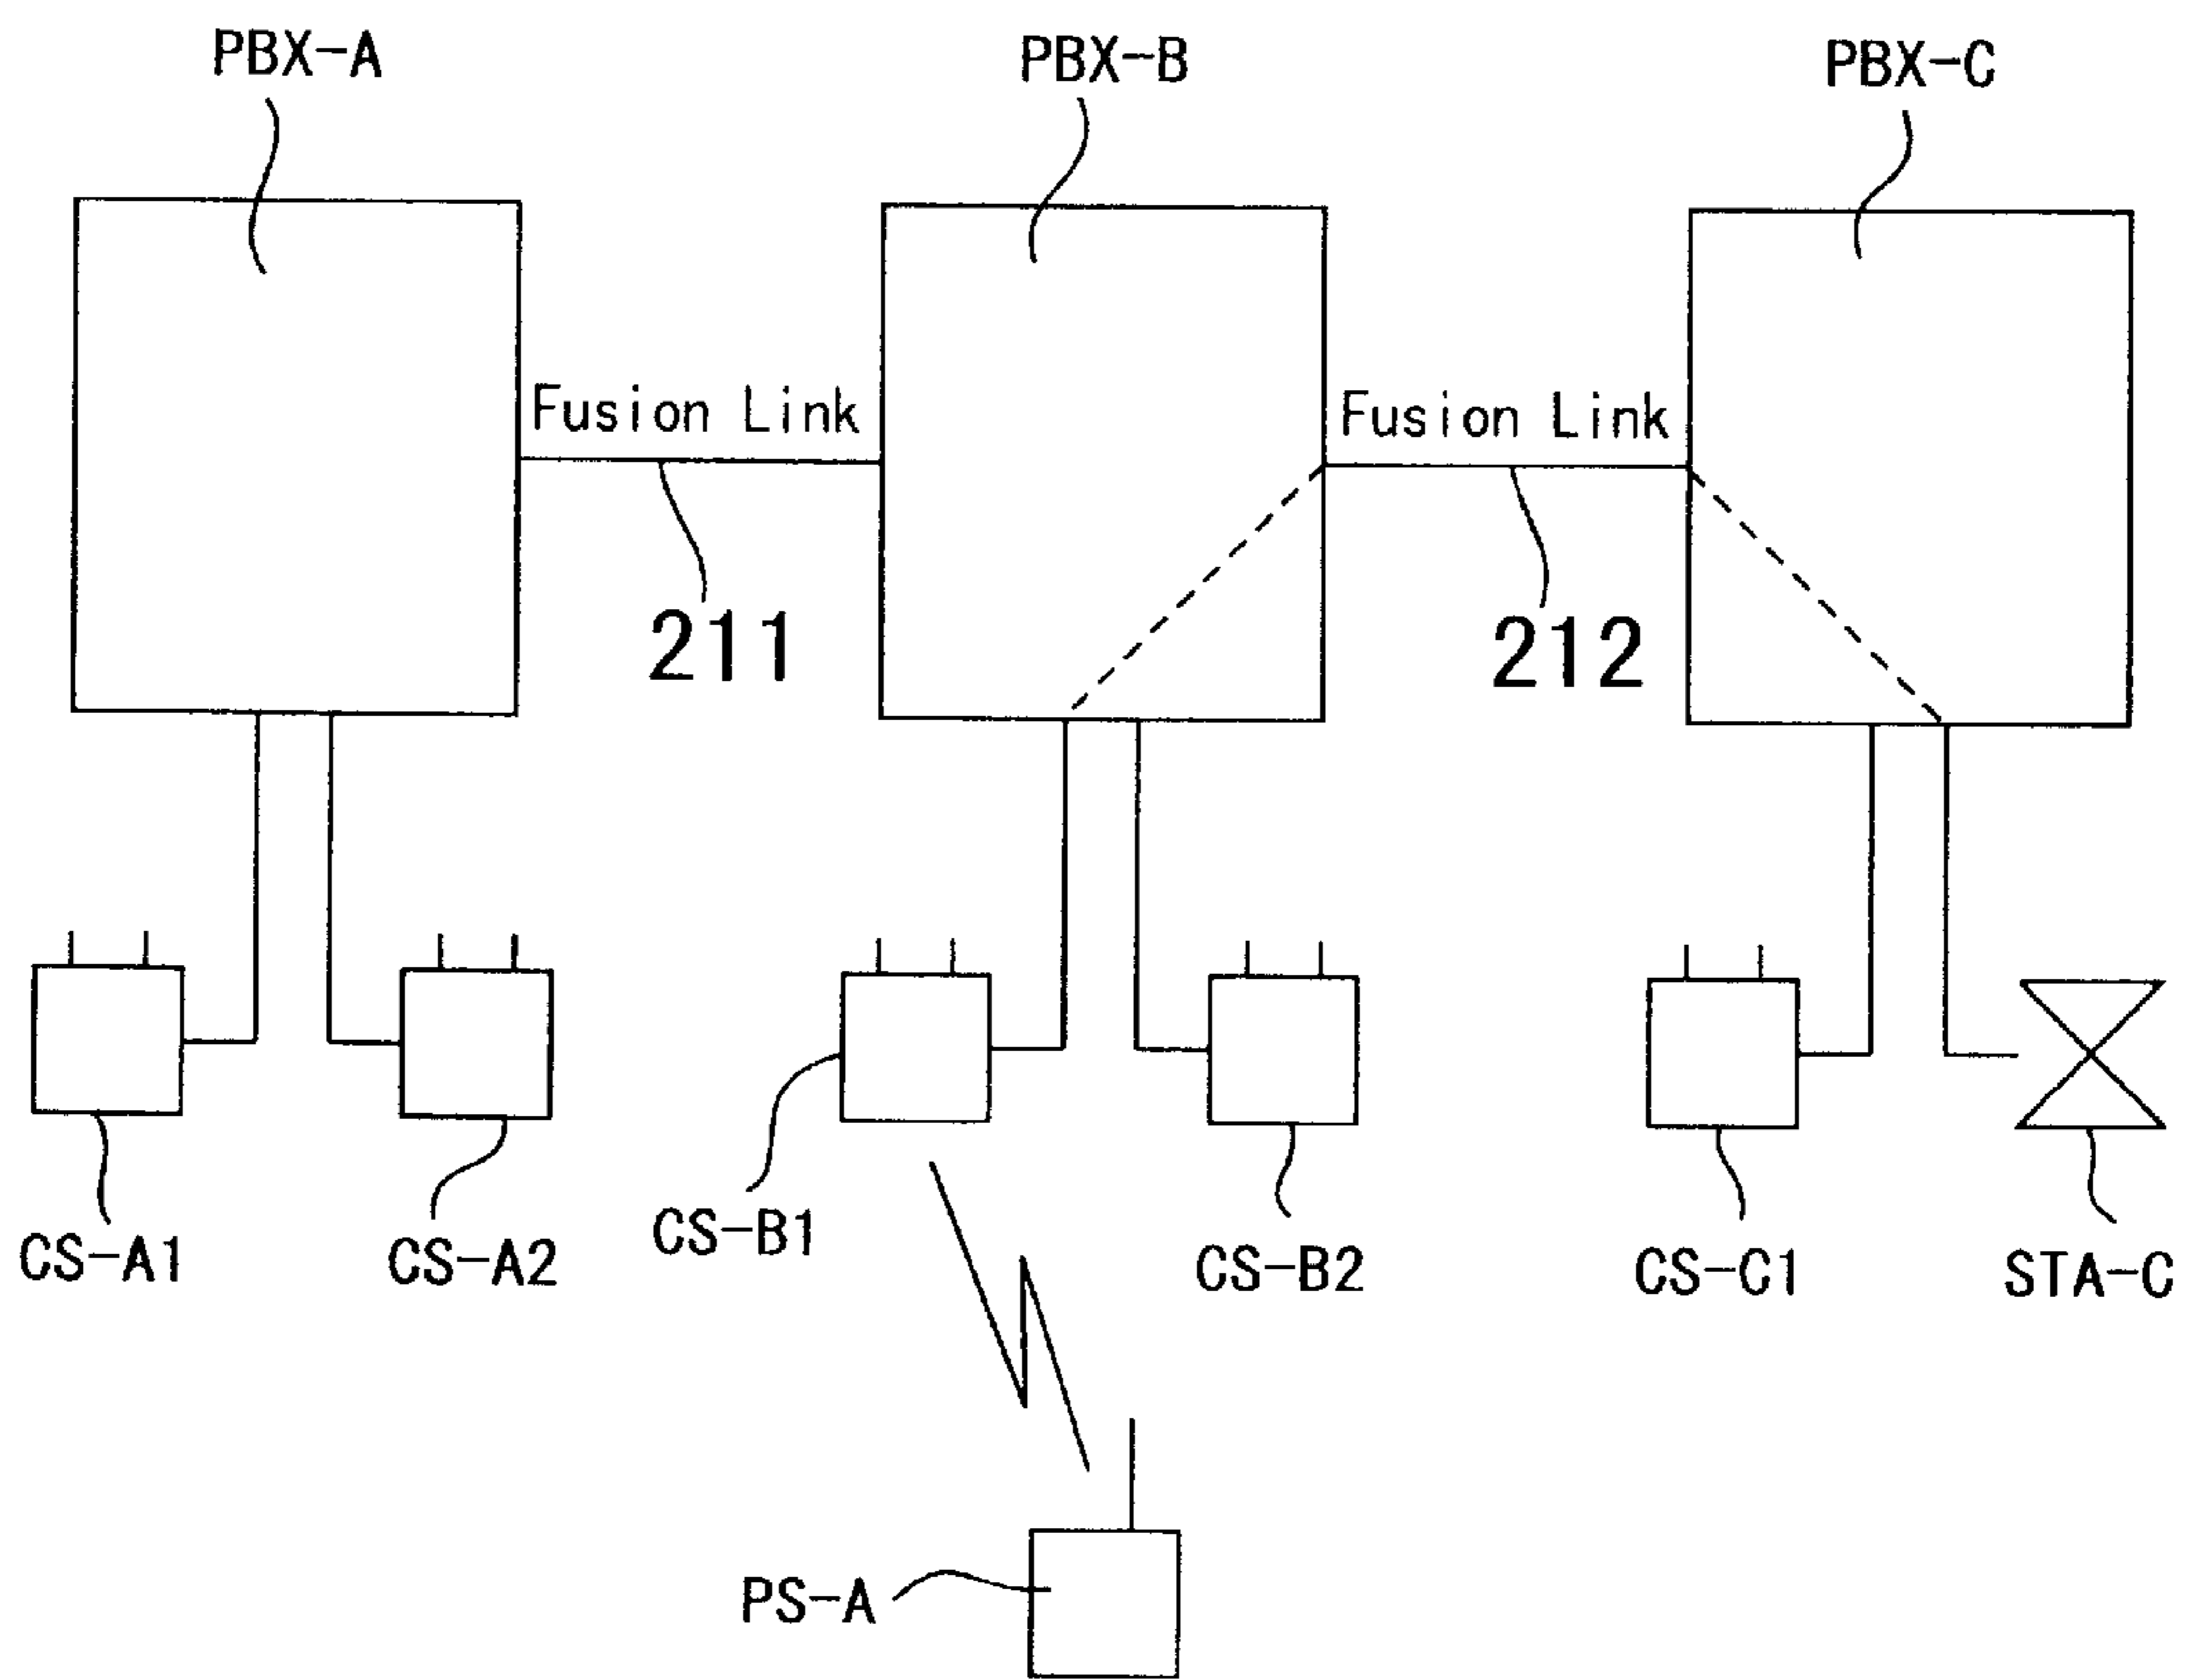 PBX-A
PBX-B
PBX-C
Fusion Link
Fusion Link
211
212
CS-A1
CS-A2
CS-B1
CS-B2
CS-C1
STA-C
PS-A